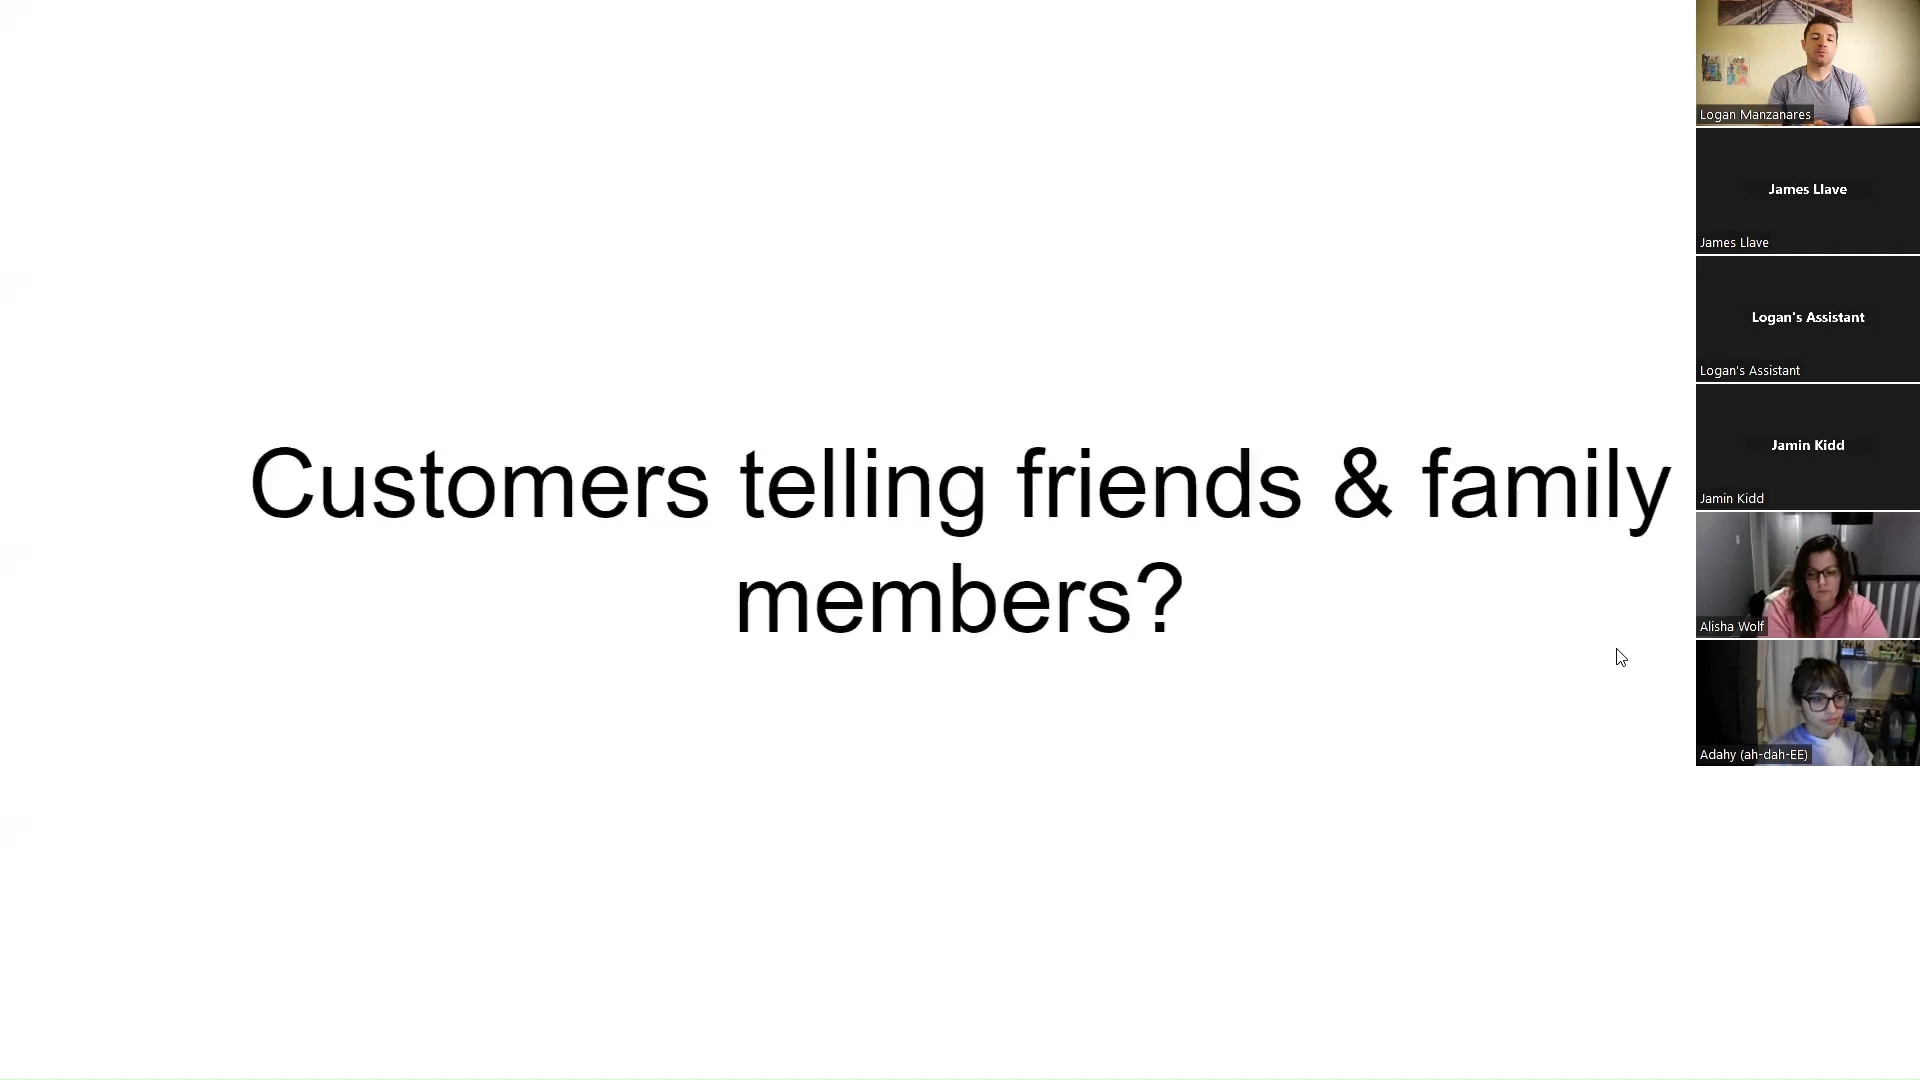 Customers telling friends & family
members?
Logan Manzanares
James Llave
James Llave
Logan's Assistant
Logan's Assistant
Jamin Kidd
Jamin Kidd
Alisha Wolf
Adahy (ah-dah-EE)